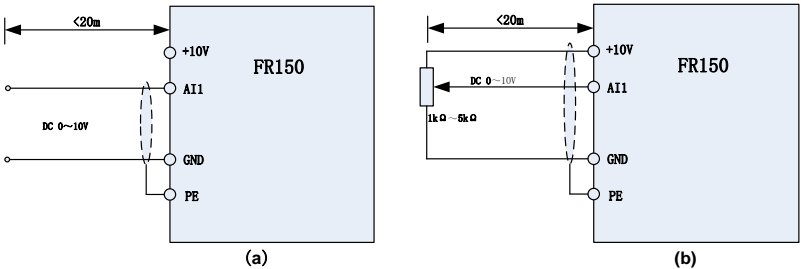 <20m
+10V
FR150
AI1
DC 0～10V
GND
PE
(a)
<20m
+10V
FR150
DC 0～10V
AI1
1kΩ～5kΩ
GND
PE
(b)